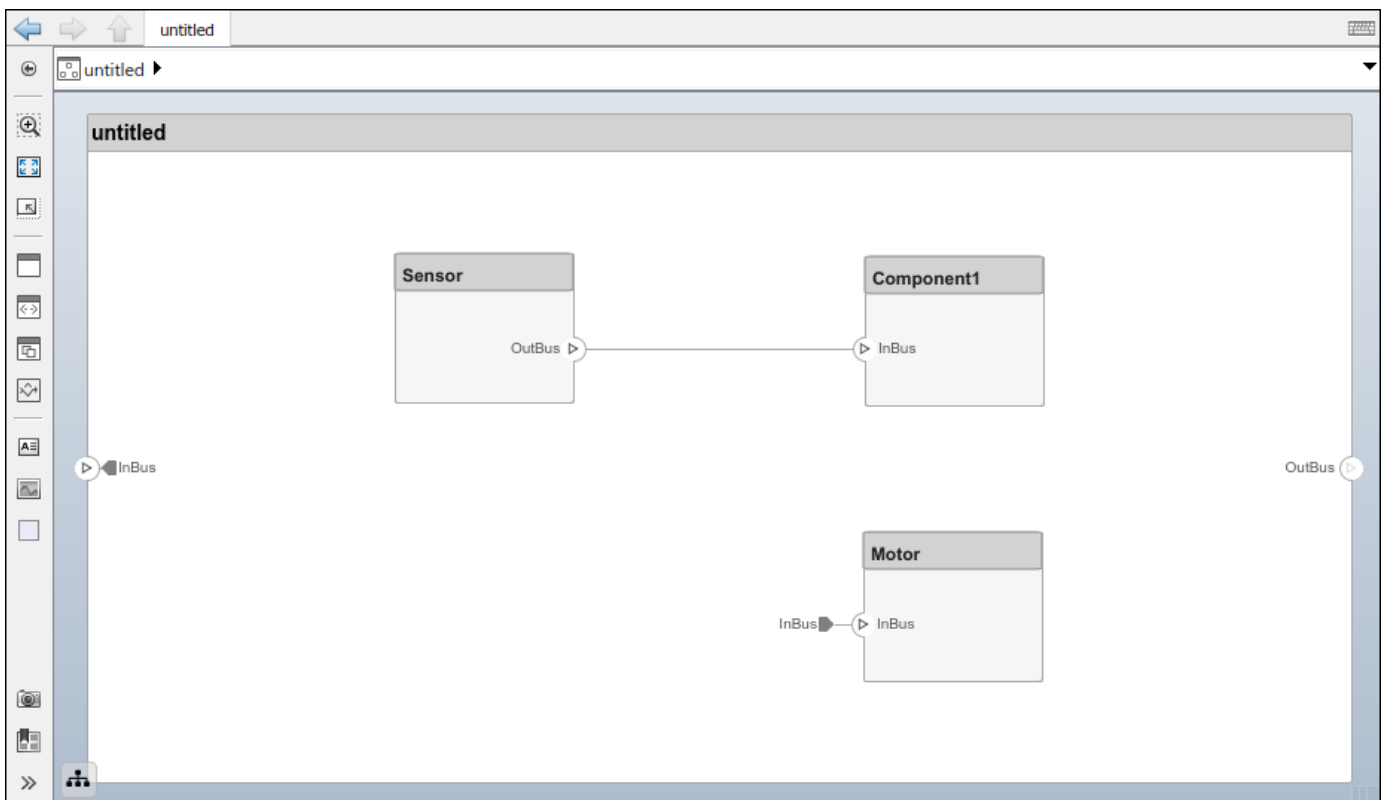 untitled
untitled
untitled
Sensor
Component1
OutBus
InBus
InBus
OutBus
Motor
InBus
InBus